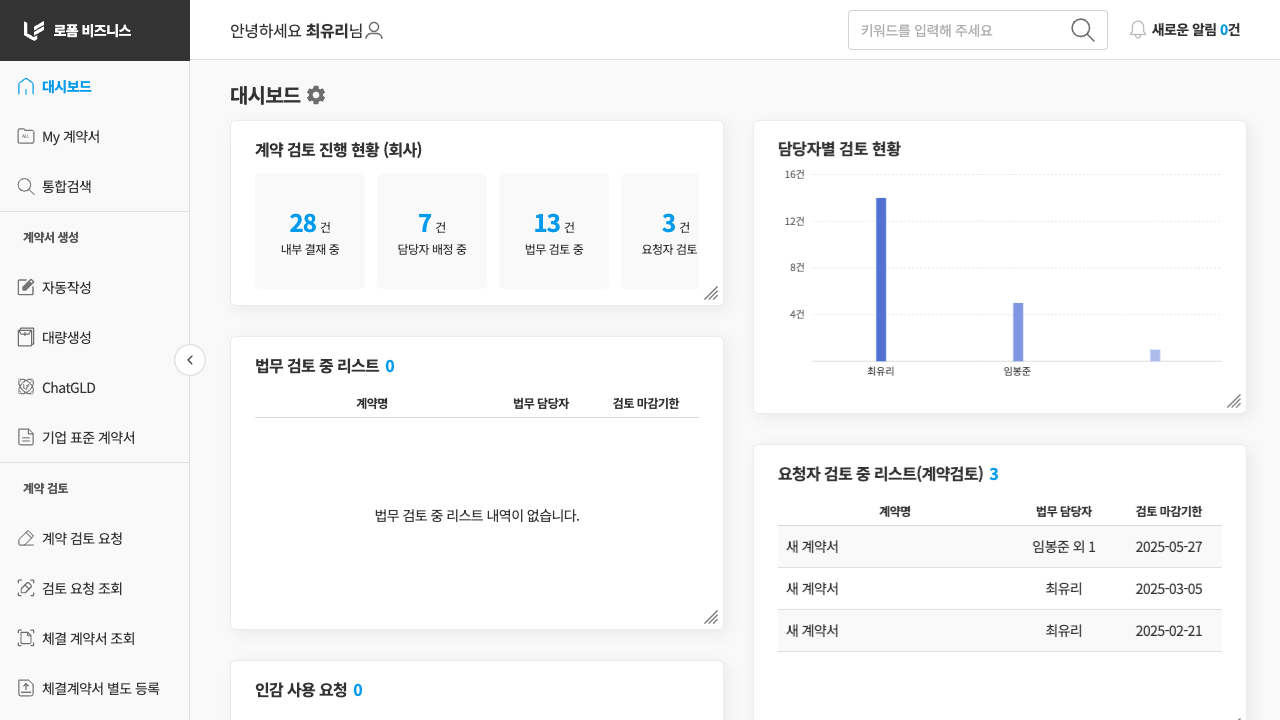 로폼 비즈니스
안녕하세요 최유리님
키워드를 입력해 주세요
새로운 알림 0건
대시보드
My 계약서
통합검색
계약서 생성
자동작성
대량생성
ChatGLD
기업 표준 계약서
계약 검토
계약 검토 요청
검토 요청 조회
체결 계약서 조회
체결계약서 별도 등록
대시보드
계약 검토 진행 현황 (회사)
28 건
내부 결재 중
7 건
담당자 배정 중
13 건
법무 검토 중
3 건
요청자 검토
법무 검토 중 리스트 0
계약명 법무 담당자 검토 마감기한
법무 검토 중 리스트 내역이 없습니다.
인감 사용 요청 0
담당자별 검토 현황
16건
12건
8건
4건
최유리 임봉준
요청자 검토 중 리스트(계약검토) 3
계약명 법무 담당자 검토 마감기한
새 계약서 임봉준 외 1 2025-05-27
새 계약서 최유리 2025-03-05
새 계약서 최유리 2025-02-21